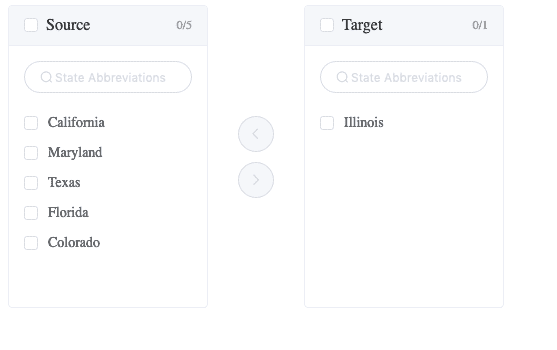 Source 0/5
State Abbreviations
California
Maryland
Texas
Florida
Colorado
Target 0/1
State Abbreviations
Illinois